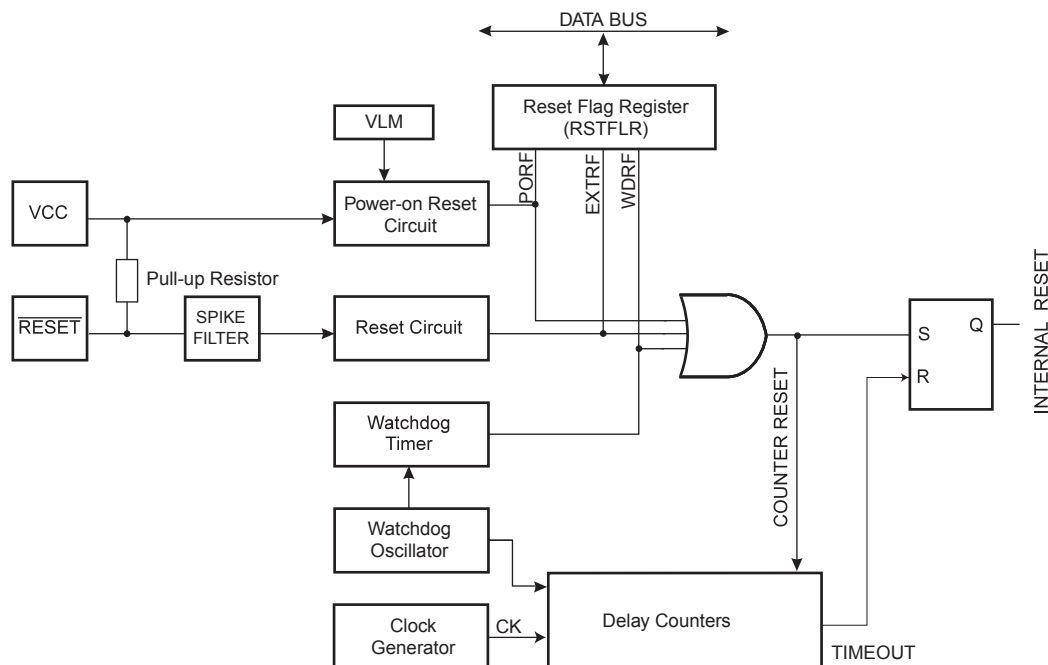 DATA BUS
Reset Flag Register
(RSTFLR)
VLM
PORF
EXTRF
WDRF
VCC
Power-on Reset
Circuit
Pull-up Resistor
RESET
SPIKE
FILTER
Reset Circuit
S
Q
R
INTERNAL RESET
Watchdog
Timer
COUNTER RESET
Watchdog
Oscillator
Clock
Generator
CK
Delay Counters
TIMEOUT